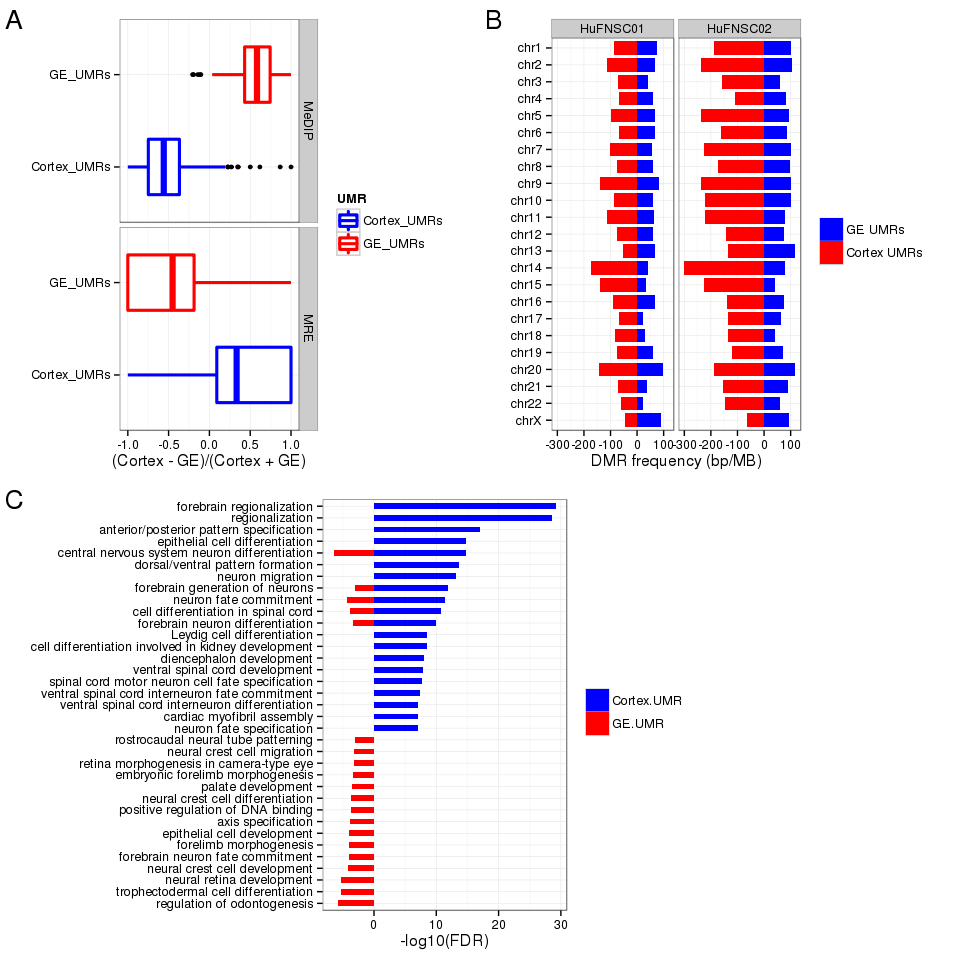 A
GE_UMRs
Cortex_UMRs
MeDIP
GE_UMRs
Cortex_UMRs
MRE
-1.0 -0.5 0.0 0.5 1.0
(Cortex - GE)/(Cortex + GE)
UMR
Cortex_UMRs
GE_UMRs
B
HuFNSC01 HuFNSC02
chr1
chr2
chr3
chr4
chr5
chr6
chr7
chr8
chr9
chr10
chr11
chr12
chr13
chr14
chr15
chr16
chr17
chr18
chr19
chr20
chr21
chr22
chrX
-300 -200 -100 0 100 -300 -200 -100 0 100
DMR frequency (bp/MB)
GE UMRs
Cortex UMRs
C
forebrain regionalization
regionalization
anterior/posterior pattern specification
epithelial cell differentiation
central nervous system neuron differentiation
dorsal/ventral pattern formation
neuron migration
forebrain generation of neurons
neuron fate commitment
cell differentiation in spinal cord
forebrain neuron differentiation
Leydig cell differentiation
cell differentiation involved in kidney development
diencephalon development
ventral spinal cord development
spinal cord motor neuron cell fate specification
ventral spinal cord interneuron fate commitment
ventral spinal cord interneuron differentiation
cardiac myofibril assembly
neuron fate specification
rostrocaudal neural tube patterning
neural crest cell migration
retina morphogenesis in camera-type eye
embryonic forelimb morphogenesis
palate development
neural crest cell differentiation
positive regulation of DNA binding
axis specification
epithelial cell development
forelimb morphogenesis
forebrain neuron fate commitment
neural crest cell development
neural retina development
trophectodermal cell differentiation
regulation of odontogenesis
0 10 20 30
-log10(FDR)
Cortex.UMR
GE.UMR